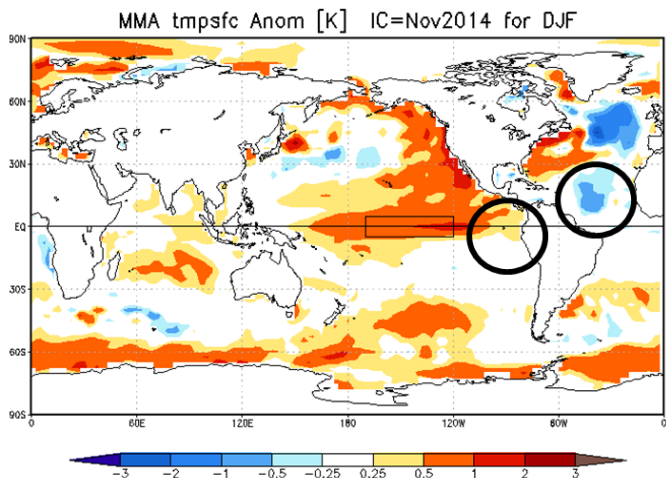 MMA tmpsfc Anom [K] IC=Nov2014 for DJF
90N
60N
30N
EQ
30S
60S
90S
0 60E 120E 180 120W 60W 0
-3 -2 -1 -0.5 -0.25 0.25 0.5 1 2 3